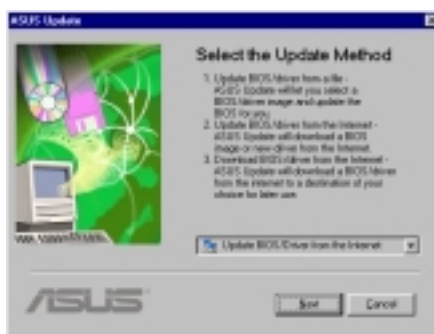 ASUS Update
Select the Update Method
1. Update BIOS/driver from a file -
ASUS Update will let you select a
BIOS/driver image and update the
BIOS for you.
2. Update BIOS/driver from the Internet -
ASUS Update will download a BIOS
image or new driver from the Internet.
3. Download BIOS/driver from the Internet -
ASUS Update will download a BIOS/driver
from the internet to a destination of your
choice for later use.
Update BIOS/Driver from the Internet
ASUS
Next Cancel